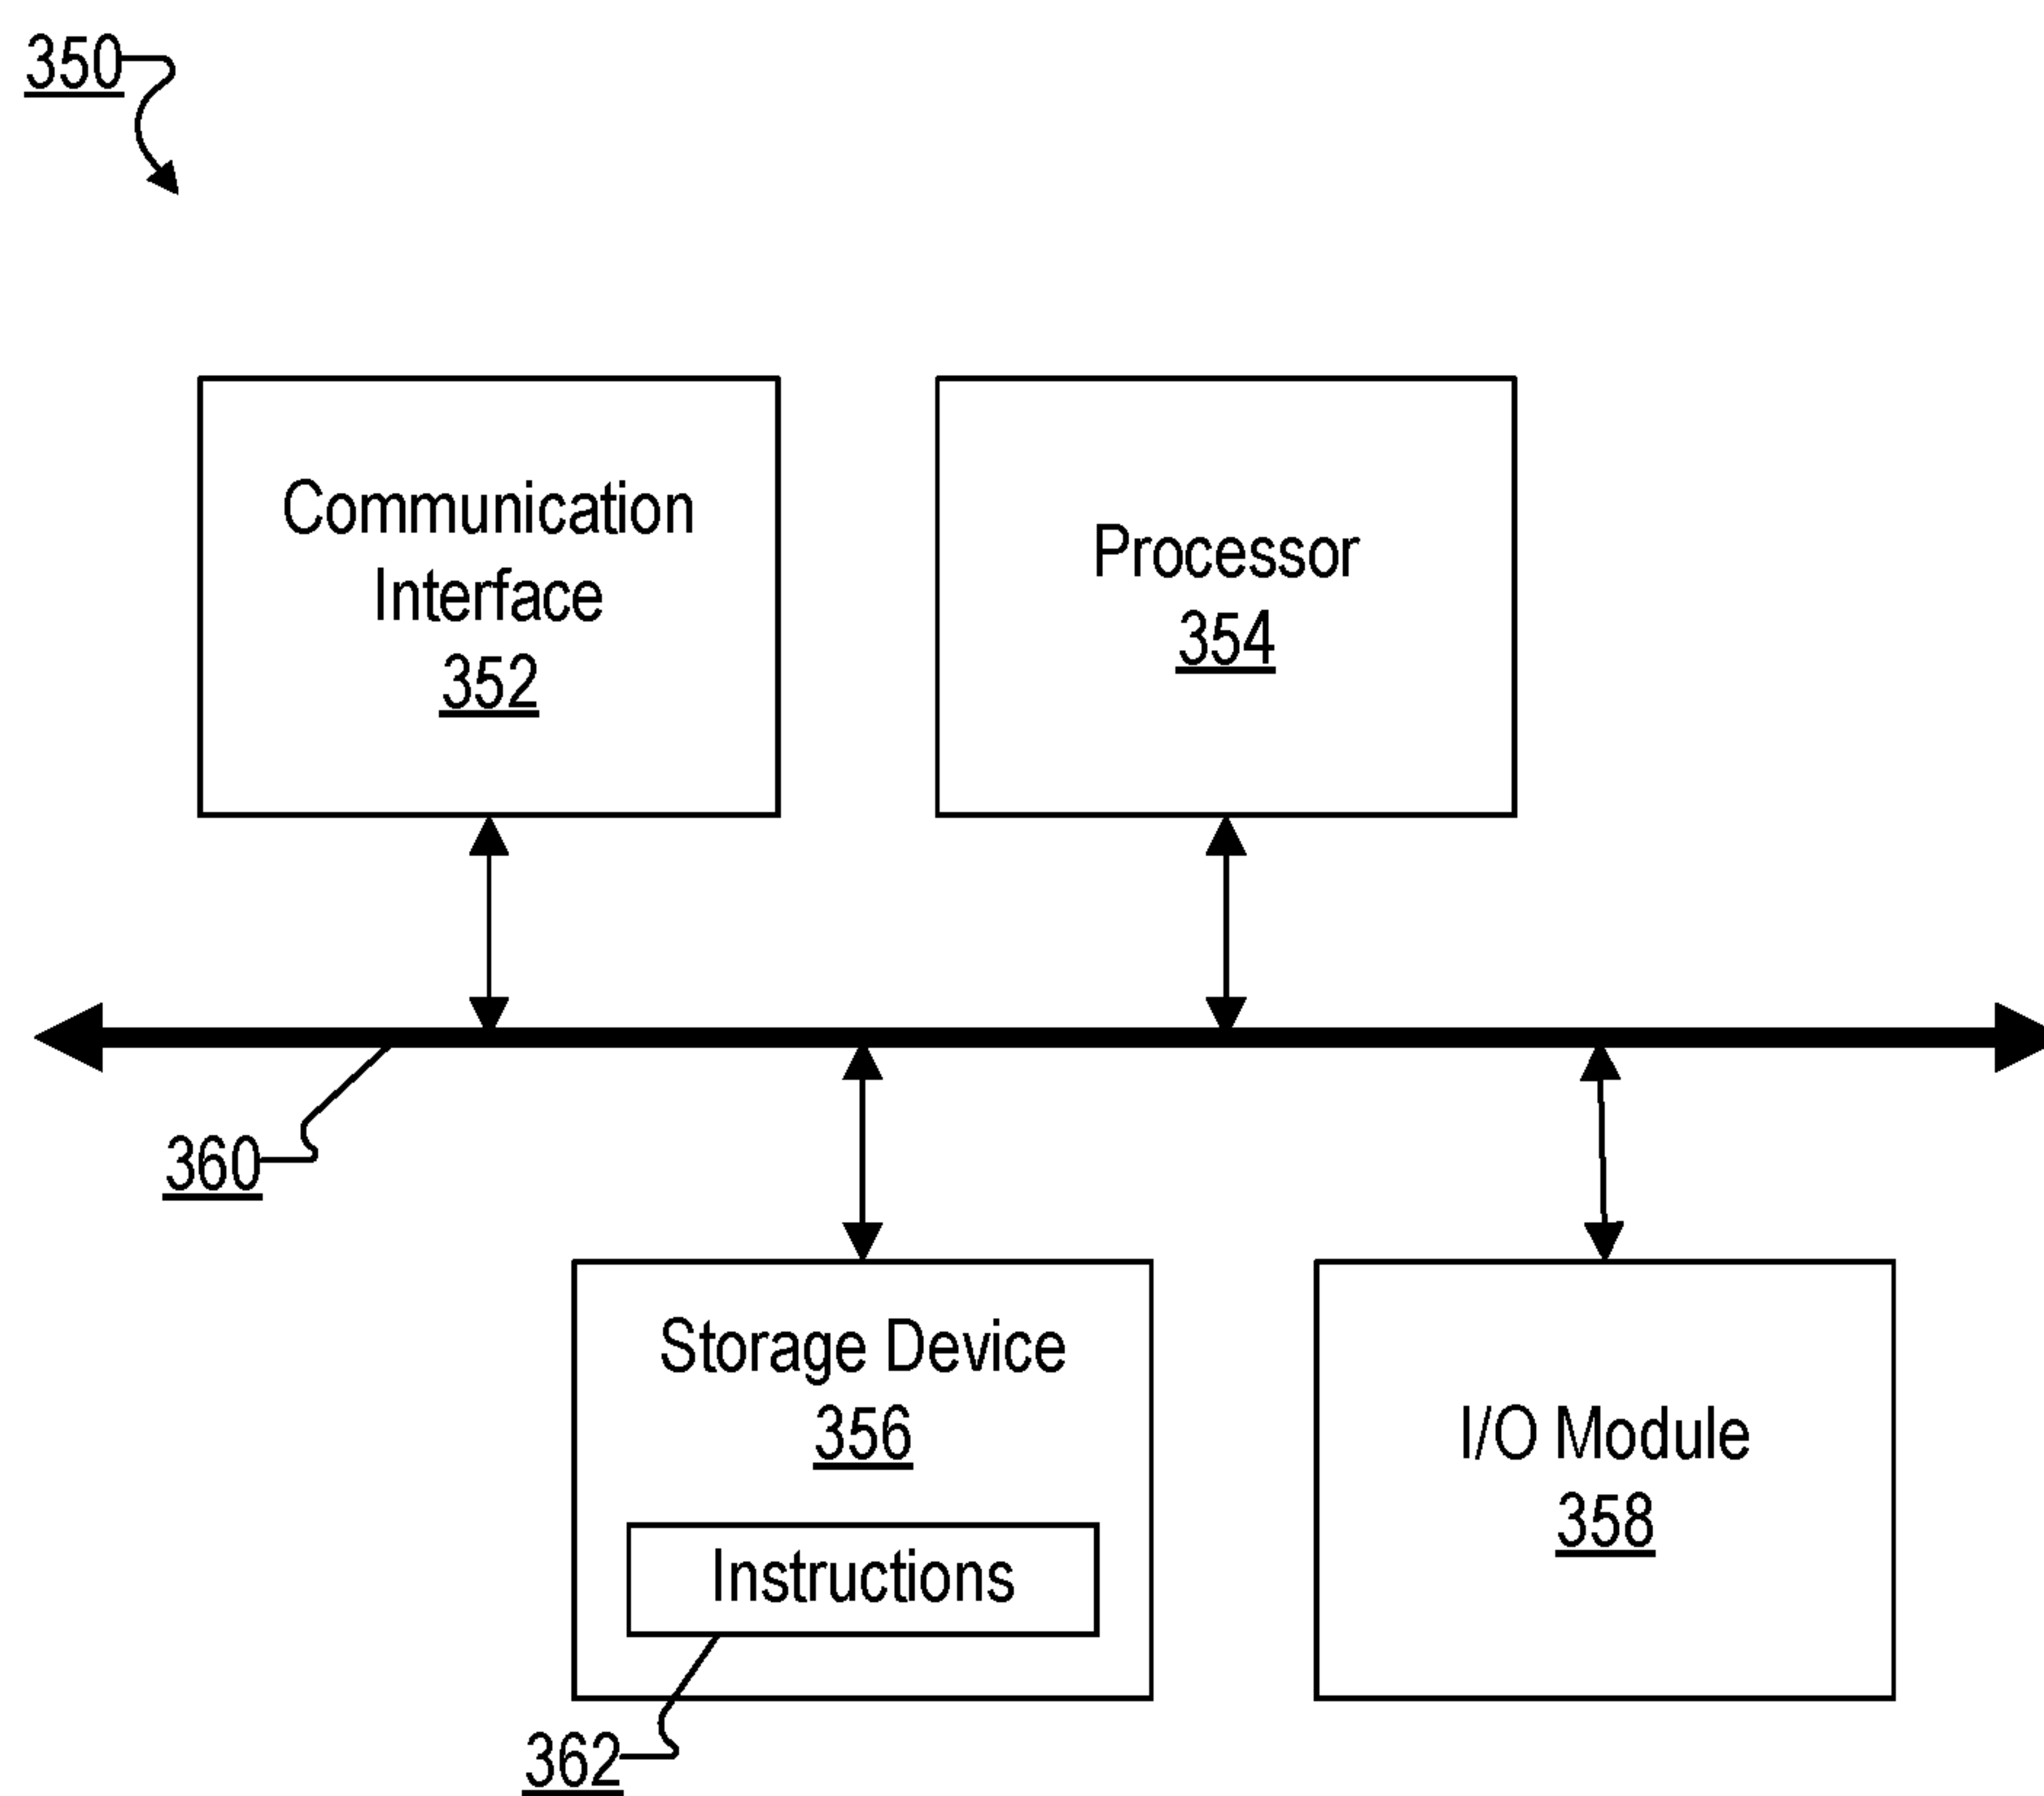 350
Communication
Interface
352
Processor
354
360
Storage Device
356
Instructions
362
I/O Module
358